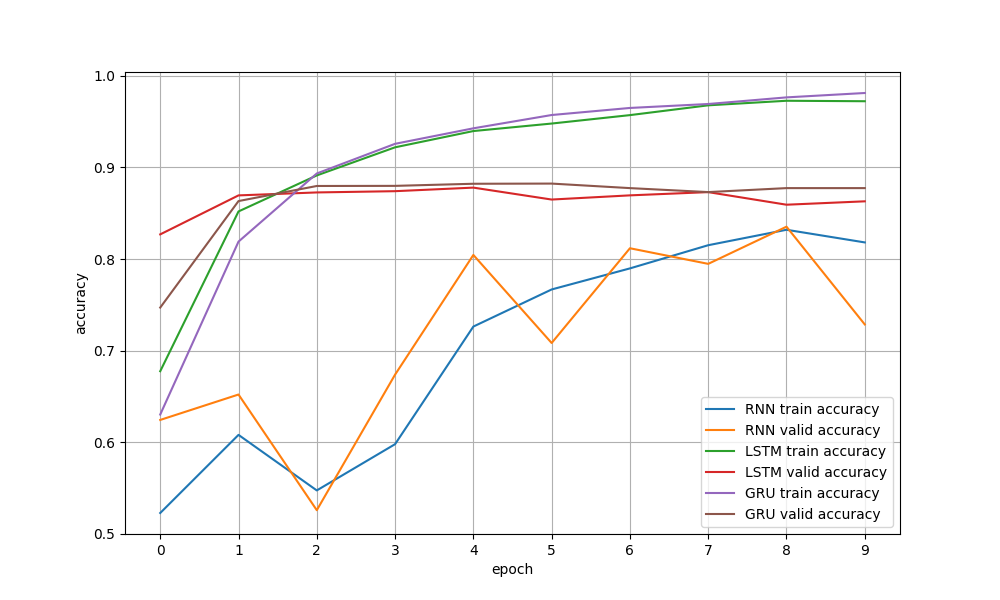 1.0
0.9
0.8
0.7
0.6
0.5
accuracy
0 1 2 3 4 5 6 7 8 9
epoch
RNN train accuracy
RNN valid accuracy
LSTM train accuracy
LSTM valid accuracy
GRU train accuracy
GRU valid accuracy